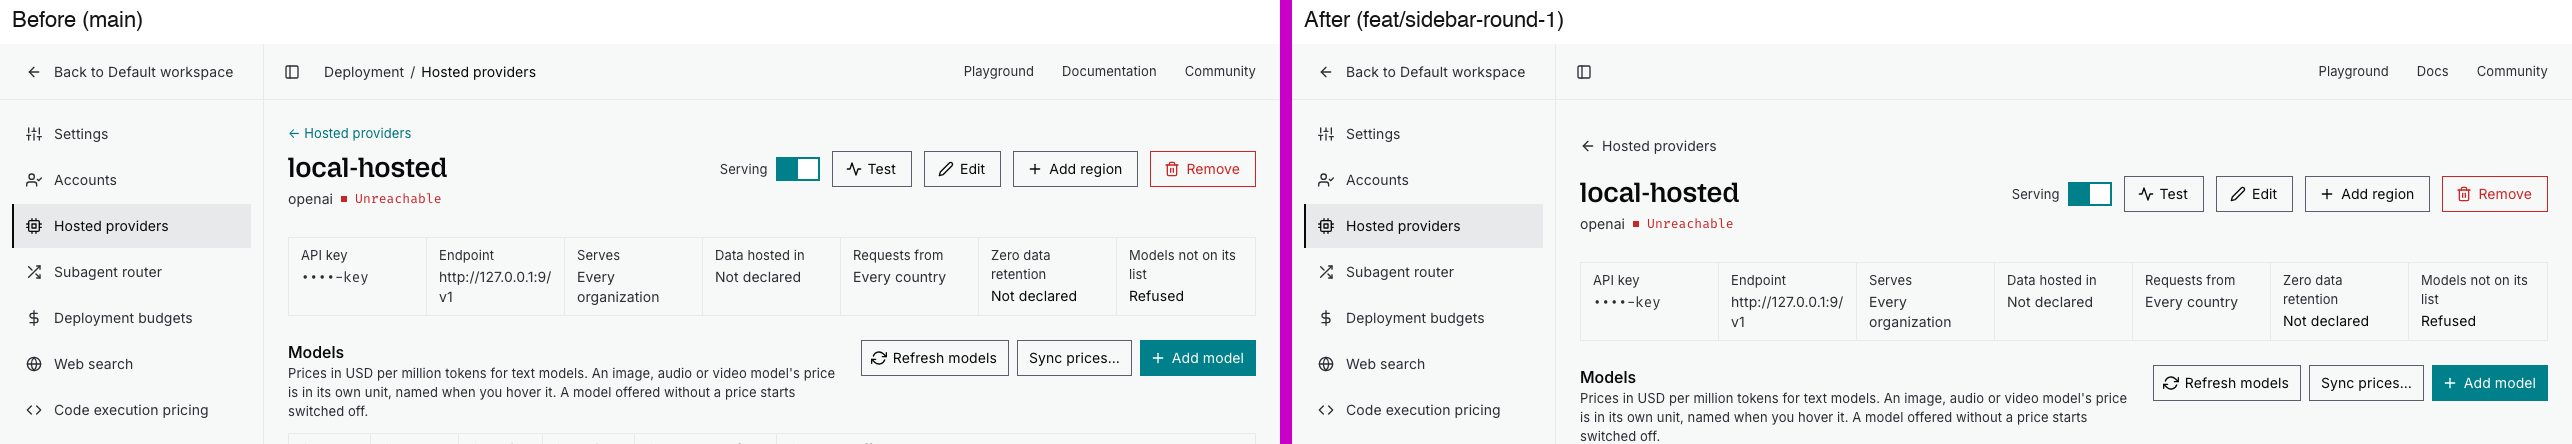 Before (main)
Back to Default workspace
Deployment / Hosted providers
Playground
Documentation
Community
Settings
Accounts
Hosted providers
Subagent router
Deployment budgets
Web search
Code execution pricing
← Hosted providers
local-hosted
Serving
Test
Edit
+ Add region
Remove
openai
Unreachable
API key
••••-key
Endpoint
http://127.0.0.1:9/
v1
Serves
Every
organization
Data hosted in
Not declared
Requests from
Every country
Zero data
retention
Not declared
Models not on its
list
Refused
Models
Prices in USD per million tokens for text models. An image, audio or video model's price
is in its own unit, named when you hover it. A model offered without a price starts
switched off.
Refresh models
Sync prices...
+ Add model
After (feat/sidebar-round-1)
Back to Default workspace
Playground
Docs
Community
Settings
Accounts
Hosted providers
Subagent router
Deployment budgets
Web search
Code execution pricing
← Hosted providers
local-hosted
Serving
Test
Edit
+ Add region
Remove
openai
Unreachable
API key
••••-key
Endpoint
http://127.0.0.1:9/
v1
Serves
Every
organization
Data hosted in
Not declared
Requests from
Every country
Zero data
retention
Not declared
Models not on its
list
Refused
Models
Prices in USD per million tokens for text models. An image, audio or video model's price
is in its own unit, named when you hover it. A model offered without a price starts
switched off.
Refresh models
Sync prices...
+ Add model